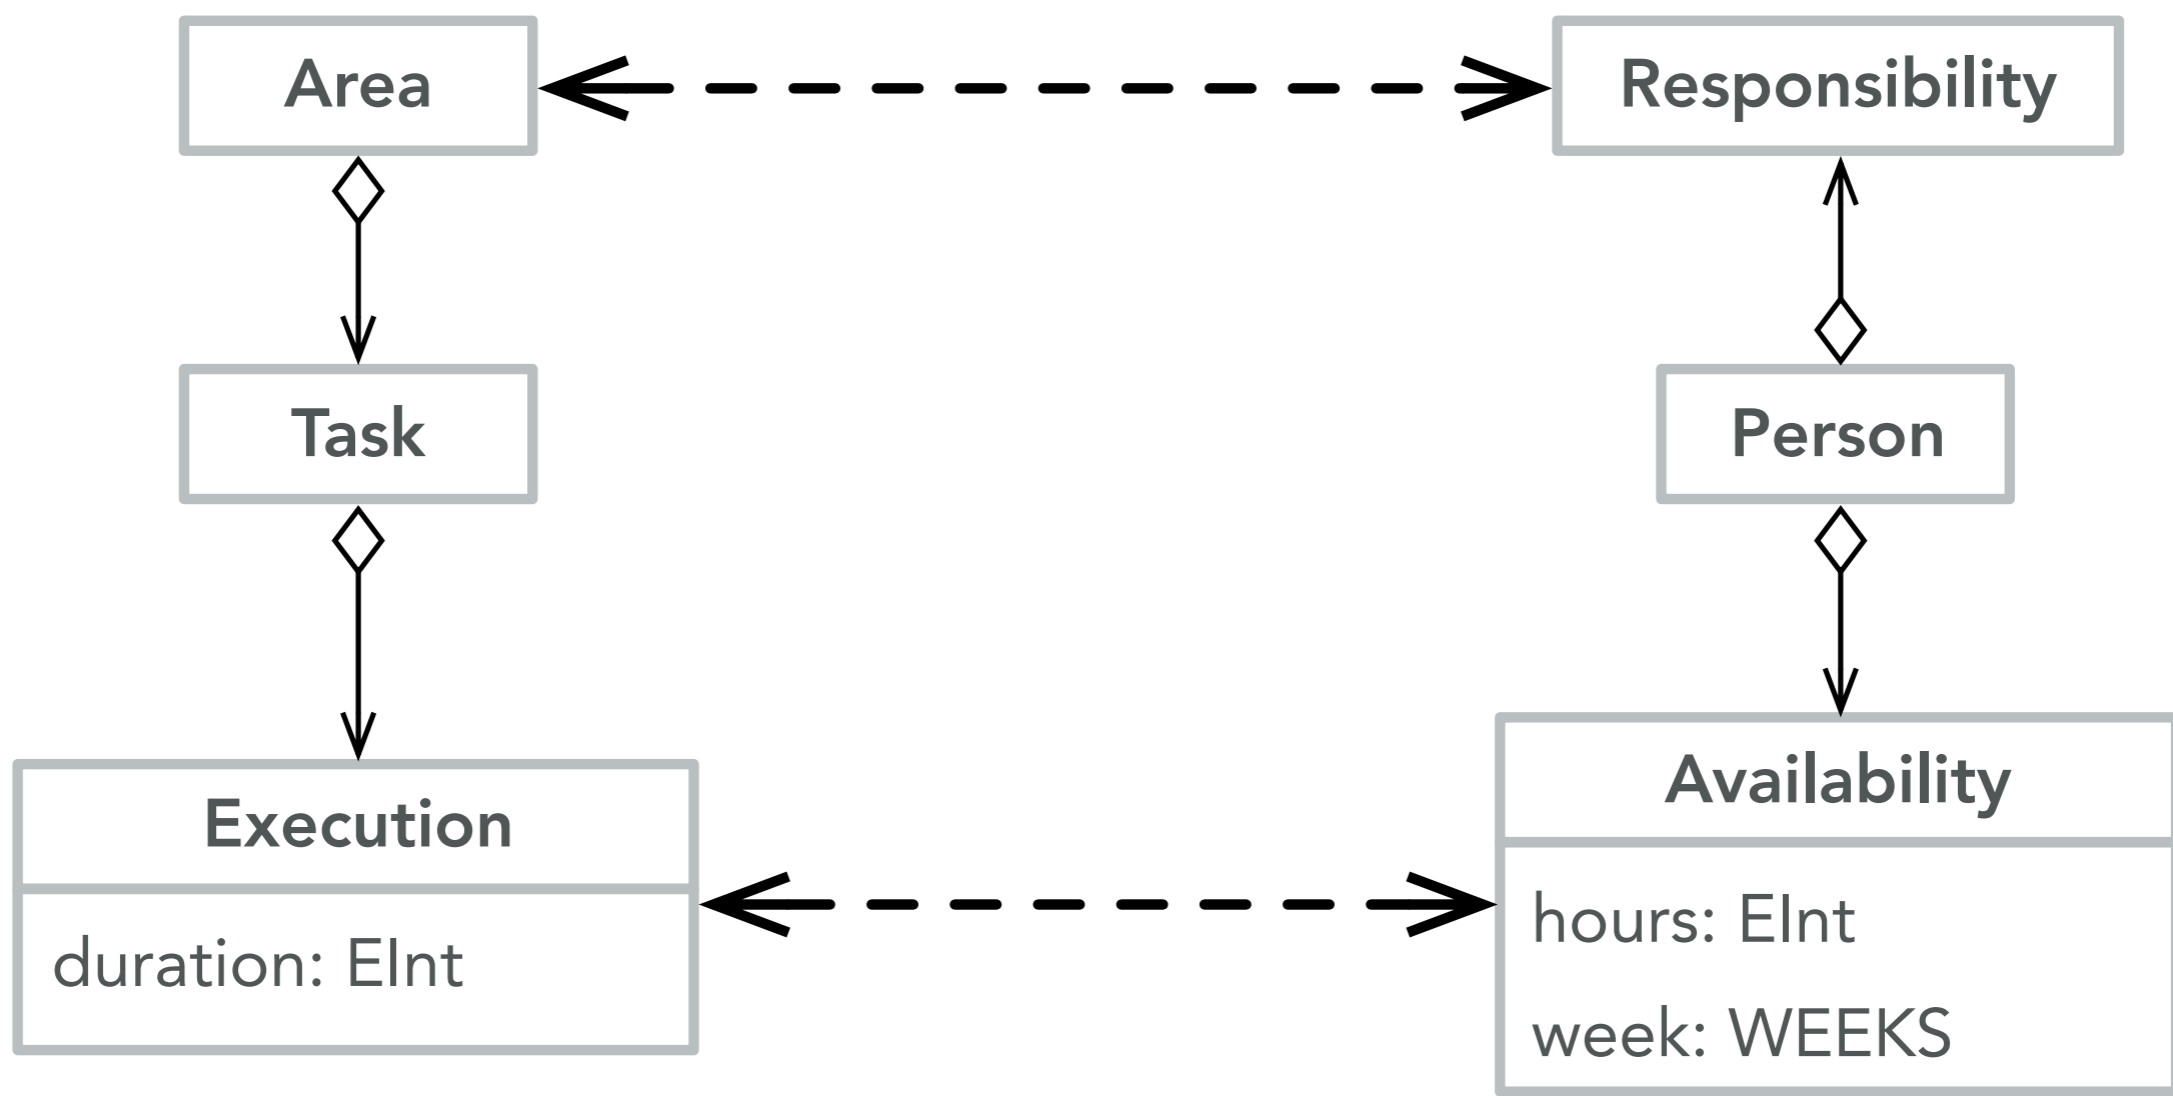 Area
Responsibility
Task
Person
Execution
duration: EInt
Availability
hours: EInt
week: WEEKS